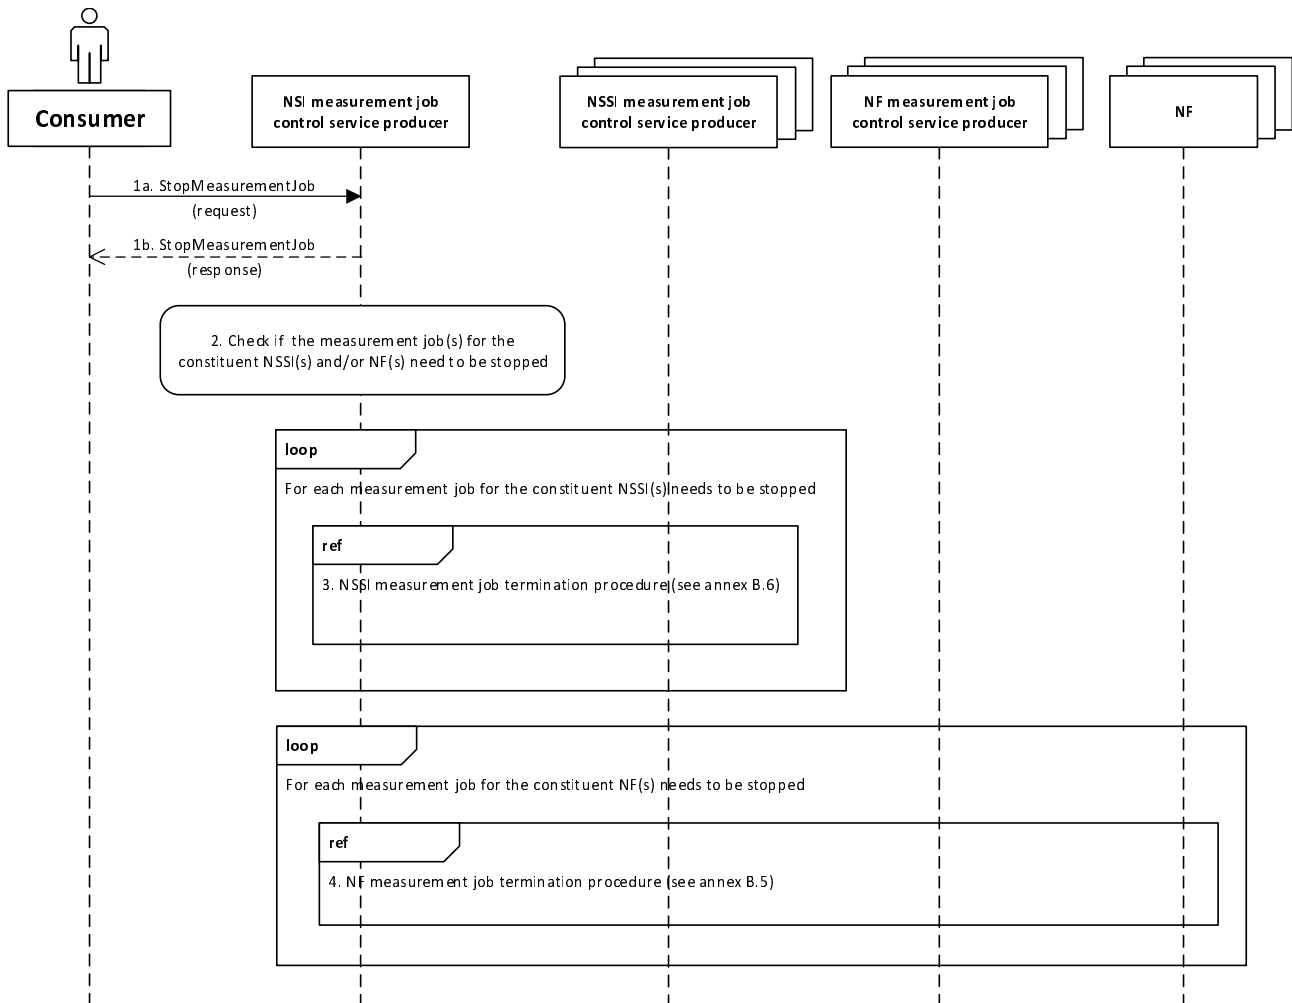 Consumer
NSI measurement job
control service producer
NSSI measurement job
control service producer
NF measurement job
control service producer
NF
1a. StopMeasurementJob
(request)
1b. StopMeasurementJob
(response)
2. Check if the measurement job(s) for the
constituent NSSI(s) and/or NF(s) need to be stopped
loop
For each measurement job for the constituent NSSI(s) needs to be stopped
ref
3. NSSI measurement job termination procedure (see annex B.6)
loop
For each measurement job for the constituent NF(s) needs to be stopped
ref
4. NF measurement job termination procedure (see annex B.5)